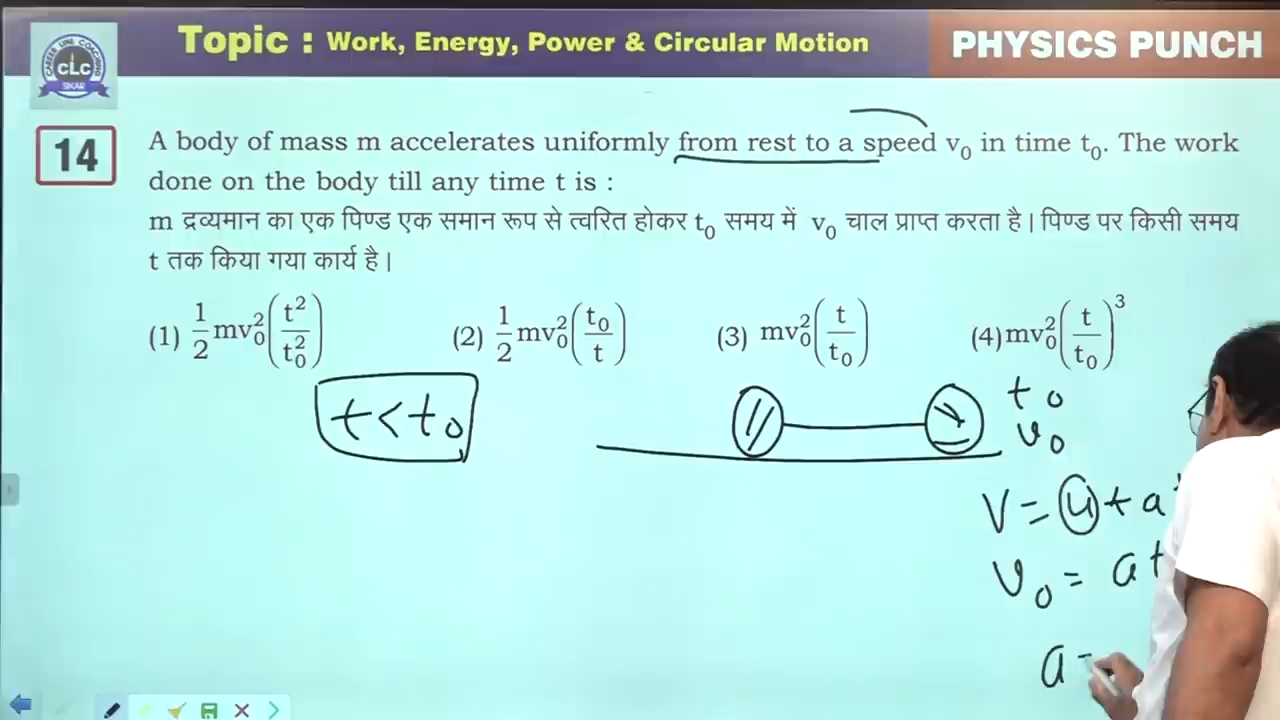 CAREER LINE COACHING
CLC
SIKAR
Topic : Work, Energy, Power & Circular Motion
PHYSICS PUNCH
14
A body of mass m accelerates uniformly from rest to a speed v₀ in time t₀. The work
done on the body till any time t is :
m द्रव्यमान का एक पिण्ड एक समान रूप से त्वरित होकर t₀ समय में v₀ चाल प्राप्त करता है। पिण्ड पर किसी समय
t तक किया गया कार्य है।
(1) 1/2 mv₀²(t²/t₀²) (2) 1/2 mv₀²(t₀/t) (3) mv₀²(t/t₀) (4) mv₀²(t/t₀)³
t < t₀
t₀
v₀
V = u + a
v₀ = at
a =